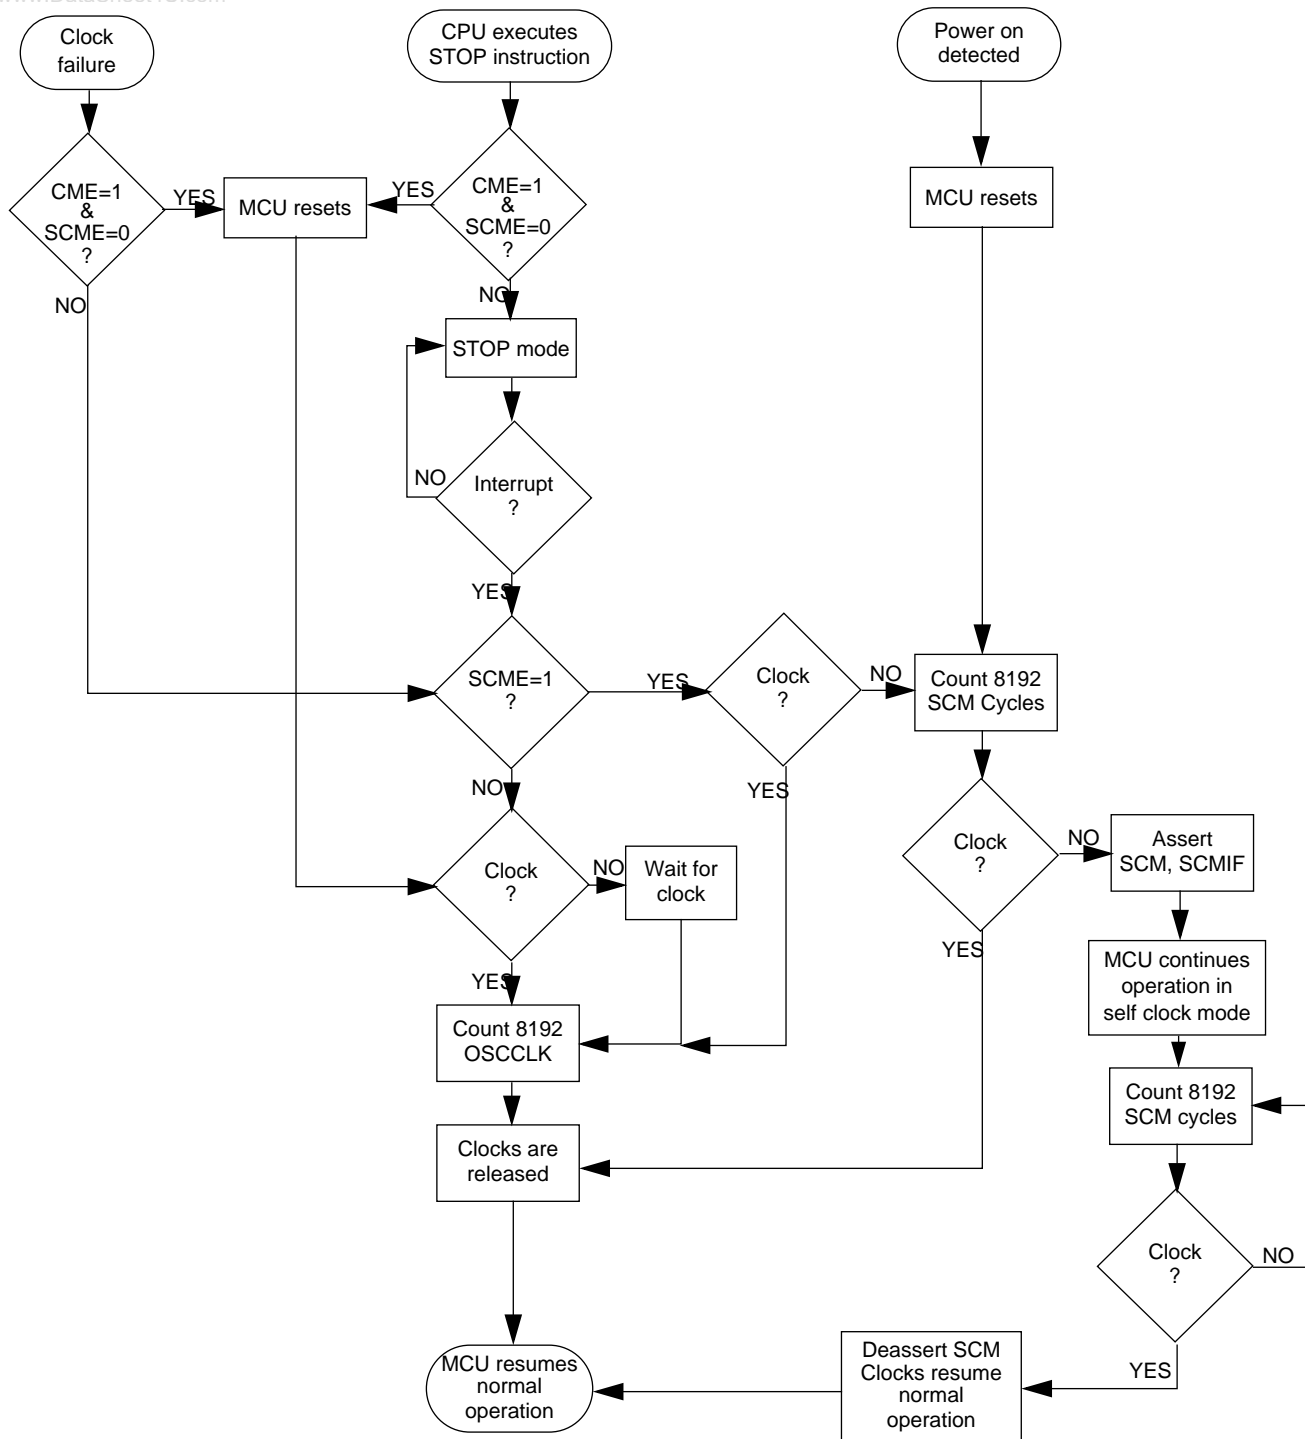 Clock
failure
CPU executes
STOP instruction
Power on
detected
CME=1
&
SCME=0
?
YES
MCU resets
YES
CME=1
&
SCME=0
?
MCU resets
NO
NO
STOP mode
NO
Interrupt
?
YES
SCME=1
?
YES
Clock
?
NO
Count 8192
SCM Cycles
NO
YES
Clock
?
NO
Wait for
clock
Clock
?
NO
Assert
SCM, SCMIF
YES
YES
MCU continues
operation in
self clock mode
Count 8192
OSCCLK
Count 8192
SCM cycles
Clocks are
released
Clock
?
NO
YES
MCU resumes
normal
operation
Deassert SCM
Clocks resume
normal
operation